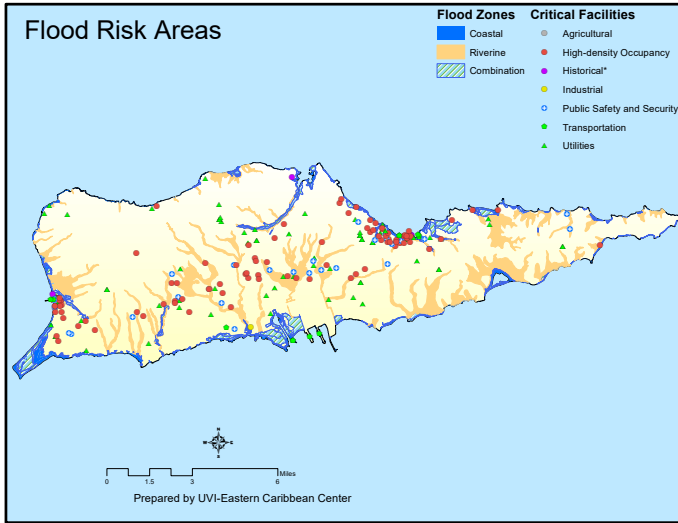 Flood Risk Areas
Flood Zones
Coastal
Riverine
Combination
Critical Facilities
Agricultural
High-density Occupancy
Historical*
Industrial
Public Safety and Security
Transportation
Utilities
N
W E
S
Miles
0 1.5 3 6
Prepared by UVI-Eastern Caribbean Center